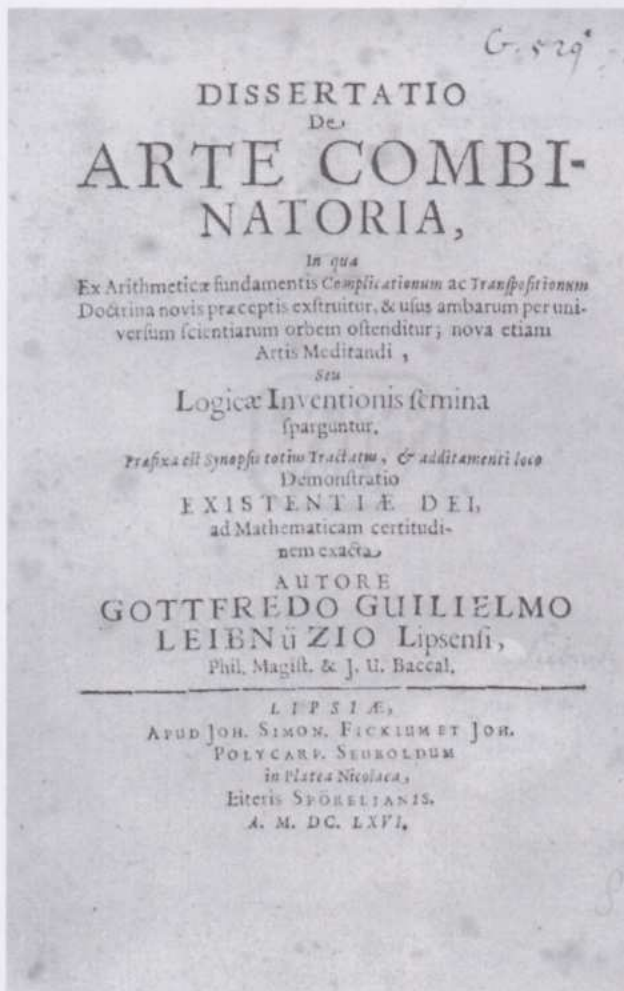 G. 529
DISSERTATIO
De
ARTE COMBI-
NATORIA,
In qua
Ex Arithmeticæ fundamentis Complicationum ac Transpositionum
Doctrina novis præceptis exſtruitur, & uſus ambarum per uni-
verſum ſcientiarum orbem oſtenditur; nova etiam
Artis Meditandi,
Seu
Logicæ Inventionis ſemina
ſparguntur.
Præfixa eſt Synopſis totius Tractatus, & additamenti loco
Demonſtratio
EXISTENTIÆ DEI,
ad Mathematicam certitudi-
nem exacta
AUTORE
GOTTFREDO GUILIELMO
LEIBNüZIO Lipsenſi,
Phil. Magiſt. & J. U. Baccal.
LIPSIÆ,
APUD JOH. SIMON. FICKIUM ET JOH.
POLYCARP. SEUBOLDUM
in Platea Nicolaea,
Literis SPÖRELIANIS.
A. M. DC. LXVI.